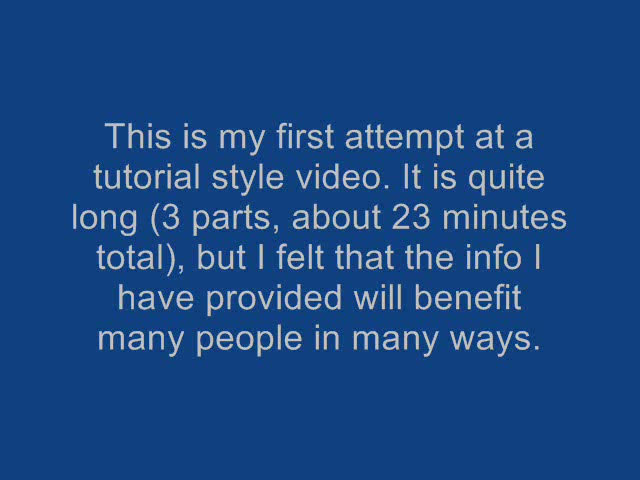 This is my first attempt at a
tutorial style video. It is quite
long (3 parts, about 23 minutes
total), but I felt that the info I
have provided will benefit
many people in many ways.